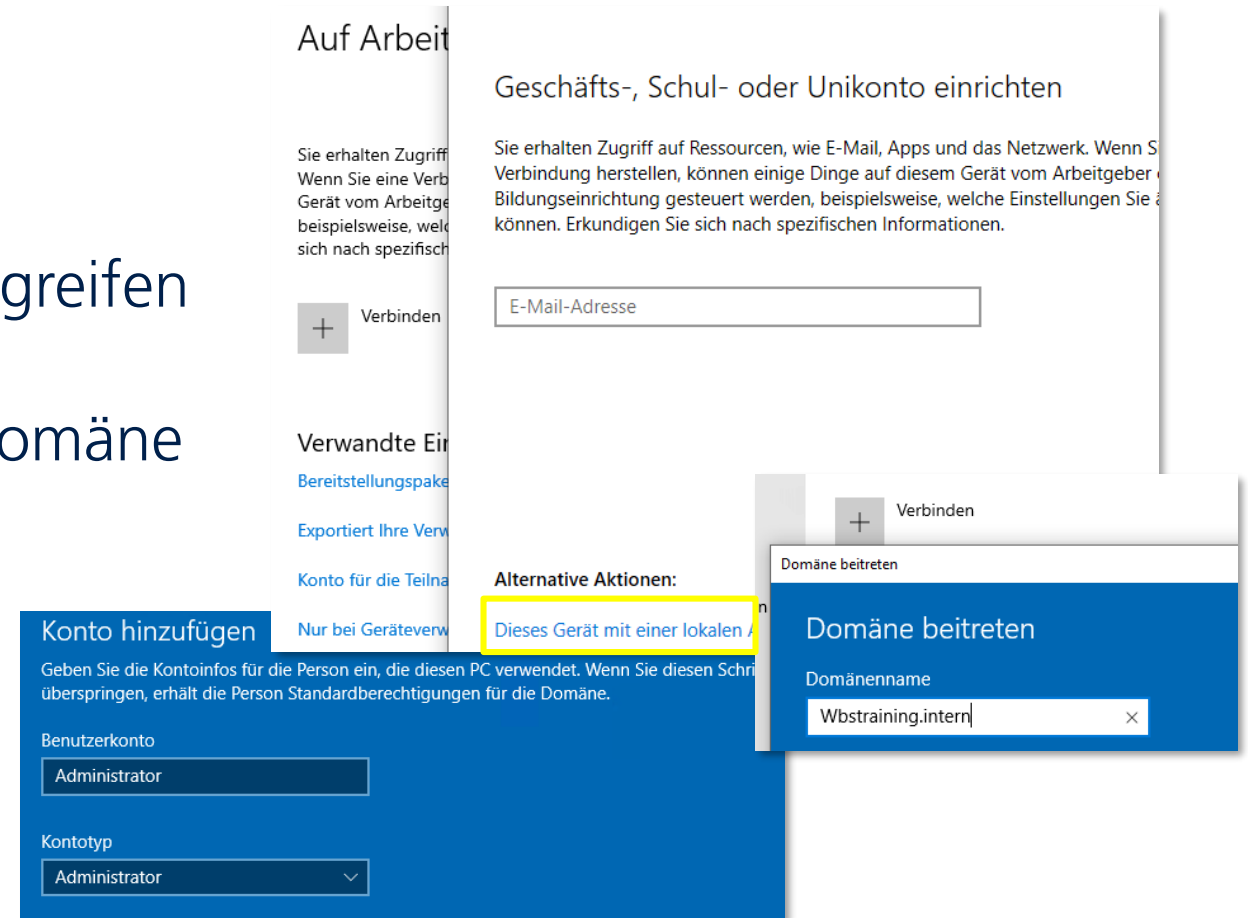 Auf Arbeit
Sie erhalten Zugriff
Wenn Sie eine Verb
Gerät vom Arbeitge
beispielsweise, welc
sich nach spezifisch
greifen
Verbinden
omäne
Verwandte Ein
Bereitstellungspake
Exportiert Ihre Verw
Konto für die Teilna
Nur bei Geräteverw
Geschäfts-, Schul- oder Unikonto einrichten
Sie erhalten Zugriff auf Ressourcen, wie E-Mail, Apps und das Netzwerk. Wenn S
Verbindung herstellen, können einige Dinge auf diesem Gerät vom Arbeitgeber
Bildungseinrichtung gesteuert werden, beispielsweise, welche Einstellungen Sie ä
können. Erkundigen Sie sich nach spezifischen Informationen.
E-Mail-Adresse
Alternative Aktionen:
Dieses Gerät mit einer lokalen A
Verbinden
Domäne beitreten
n
Domäne beitreten
Domänenname
Wbstraining.intern
Konto hinzufügen
Geben Sie die Kontoinfos für die Person ein, die diesen PC verwendet. Wenn Sie diesen Schri
überspringen, erhält die Person Standardberechtigungen für die Domäne.
Benutzerkonto
Administrator
Kontotyp
Administrator